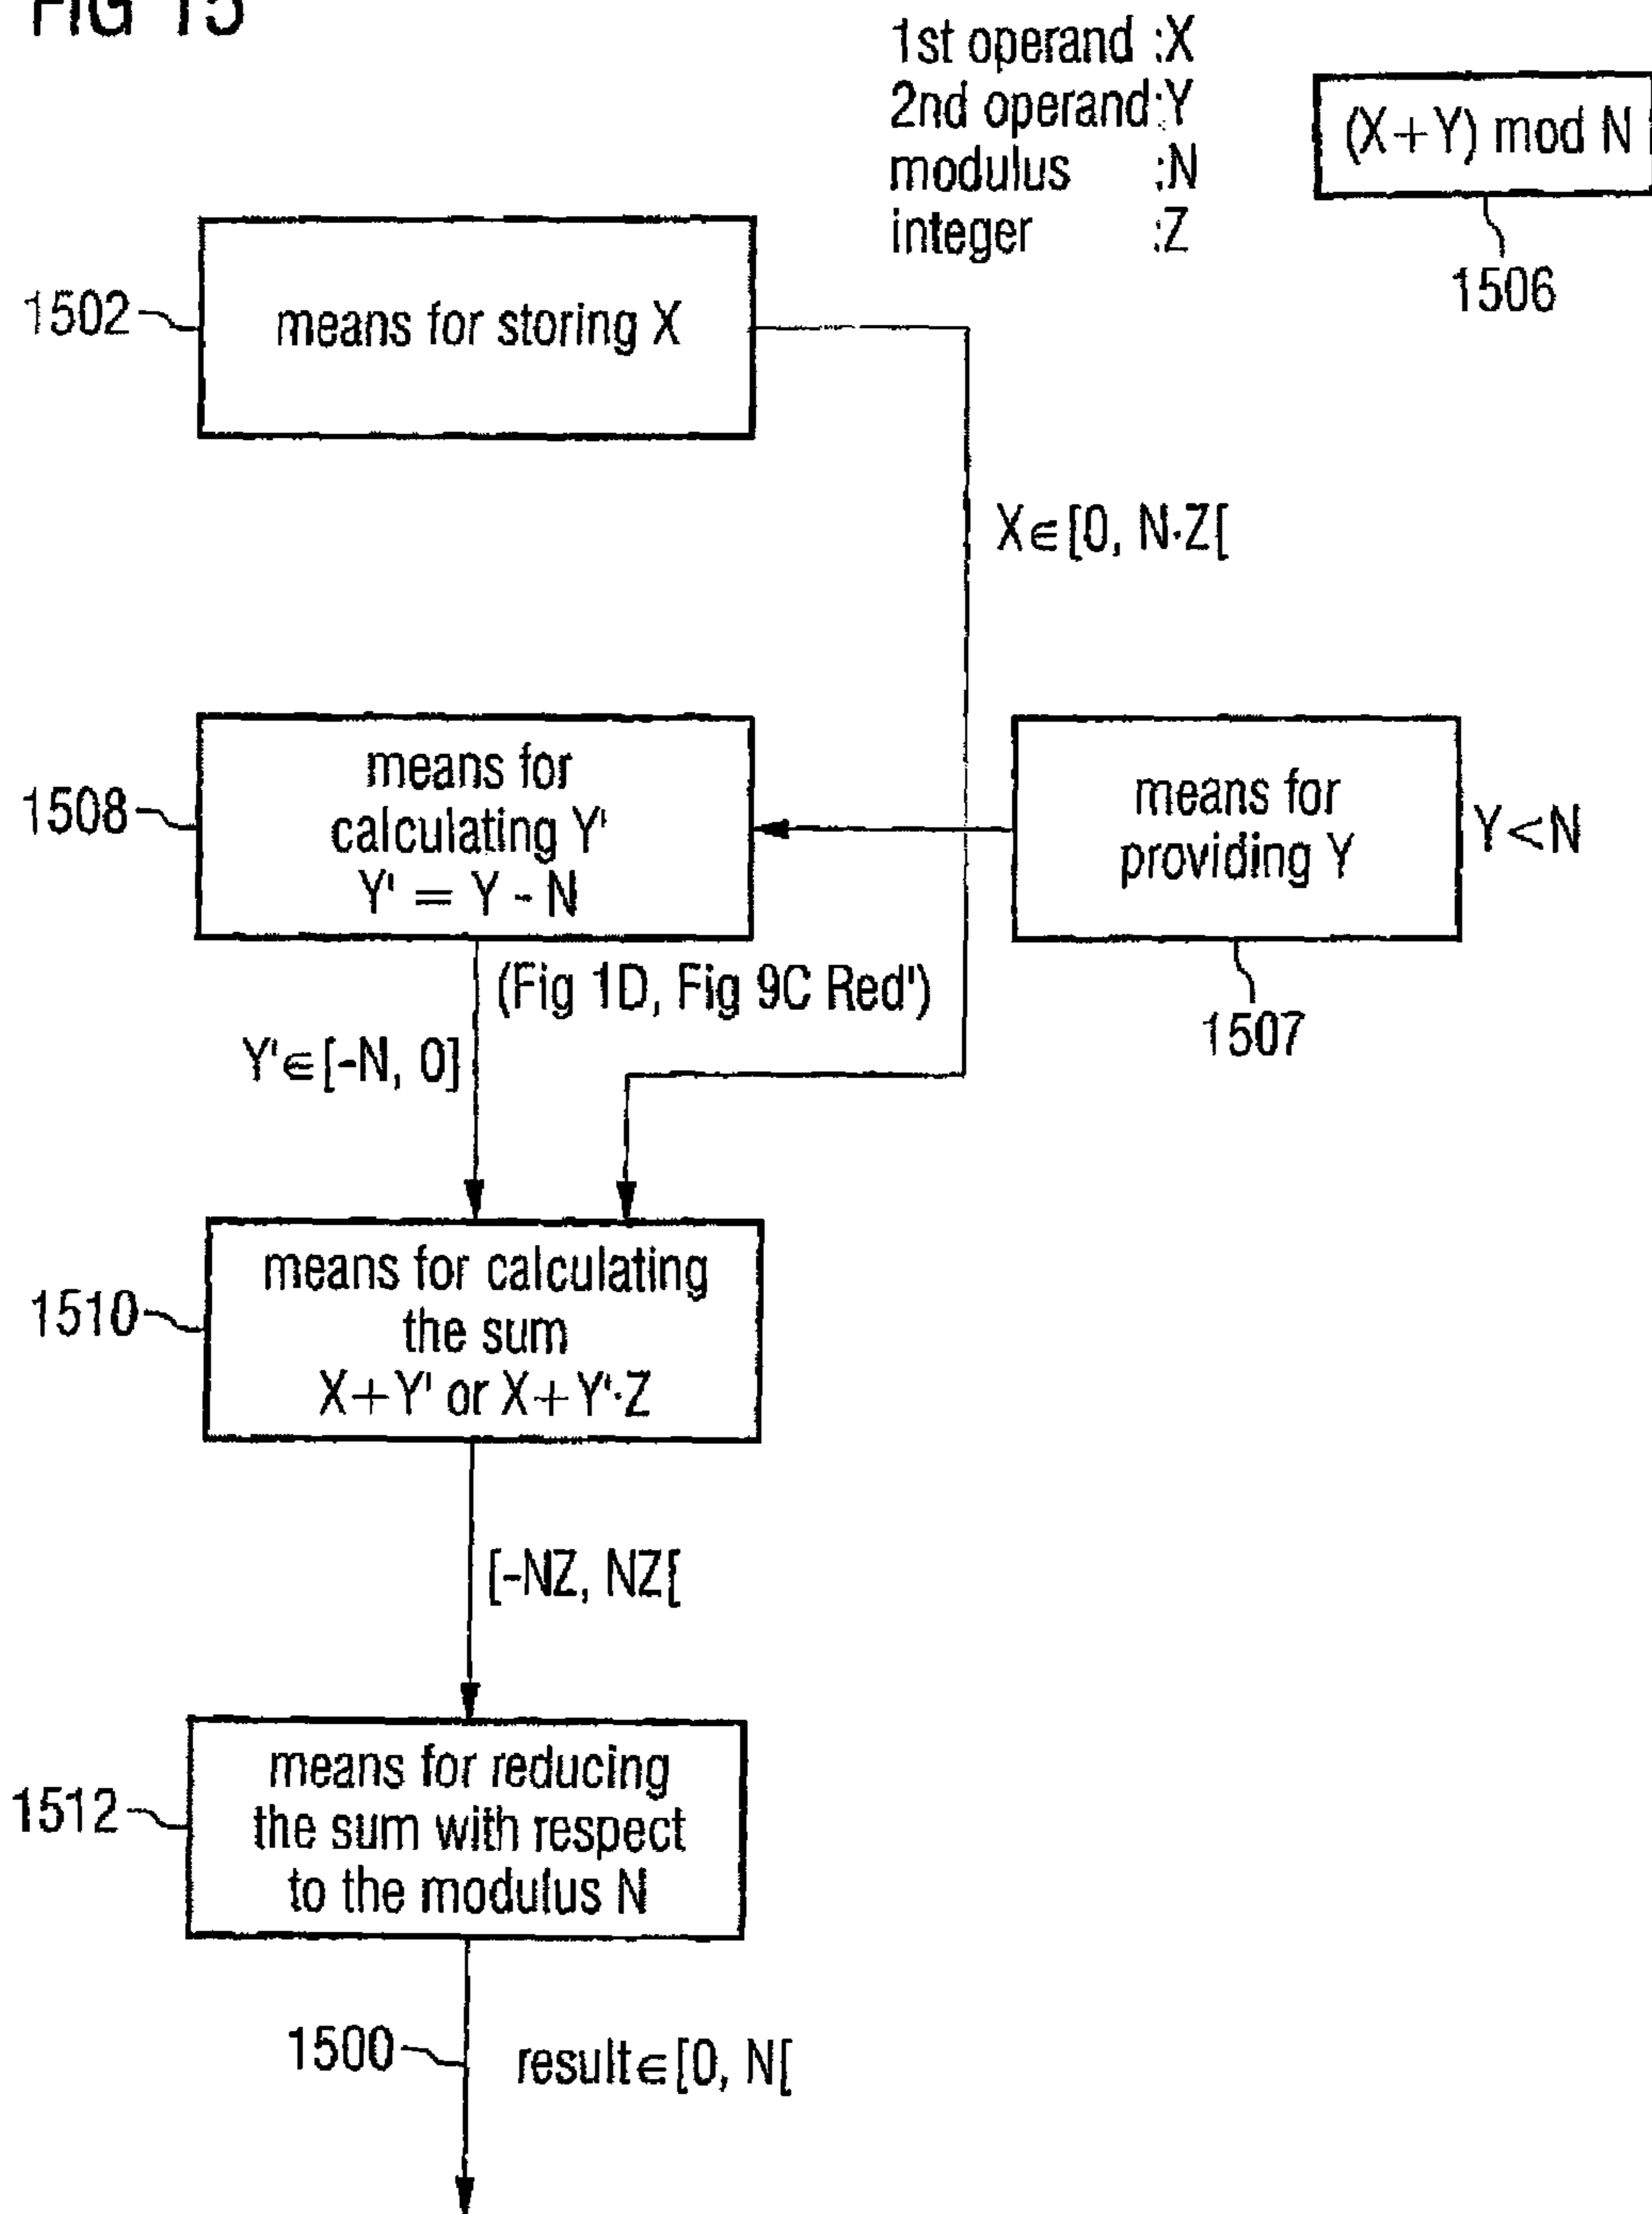 FIG 15
1st operand :X
2nd operand:Y
modulus :N
integer :Z
(X+Y) mod N
1506
1502
means for storing X
X∈[0, N·Z[
1508
means for
calculating Y'
Y' = Y - N
means for
providing Y
Y<N
1507
(Fig 1D, Fig 9C Red')
Y'∈[-N, 0]
1510
means for calculating
the sum
X+Y' or X+Y'·Z
[-NZ, NZ[
1512
means for reducing
the sum with respect
to the modulus N
1500
result∈[0, N[